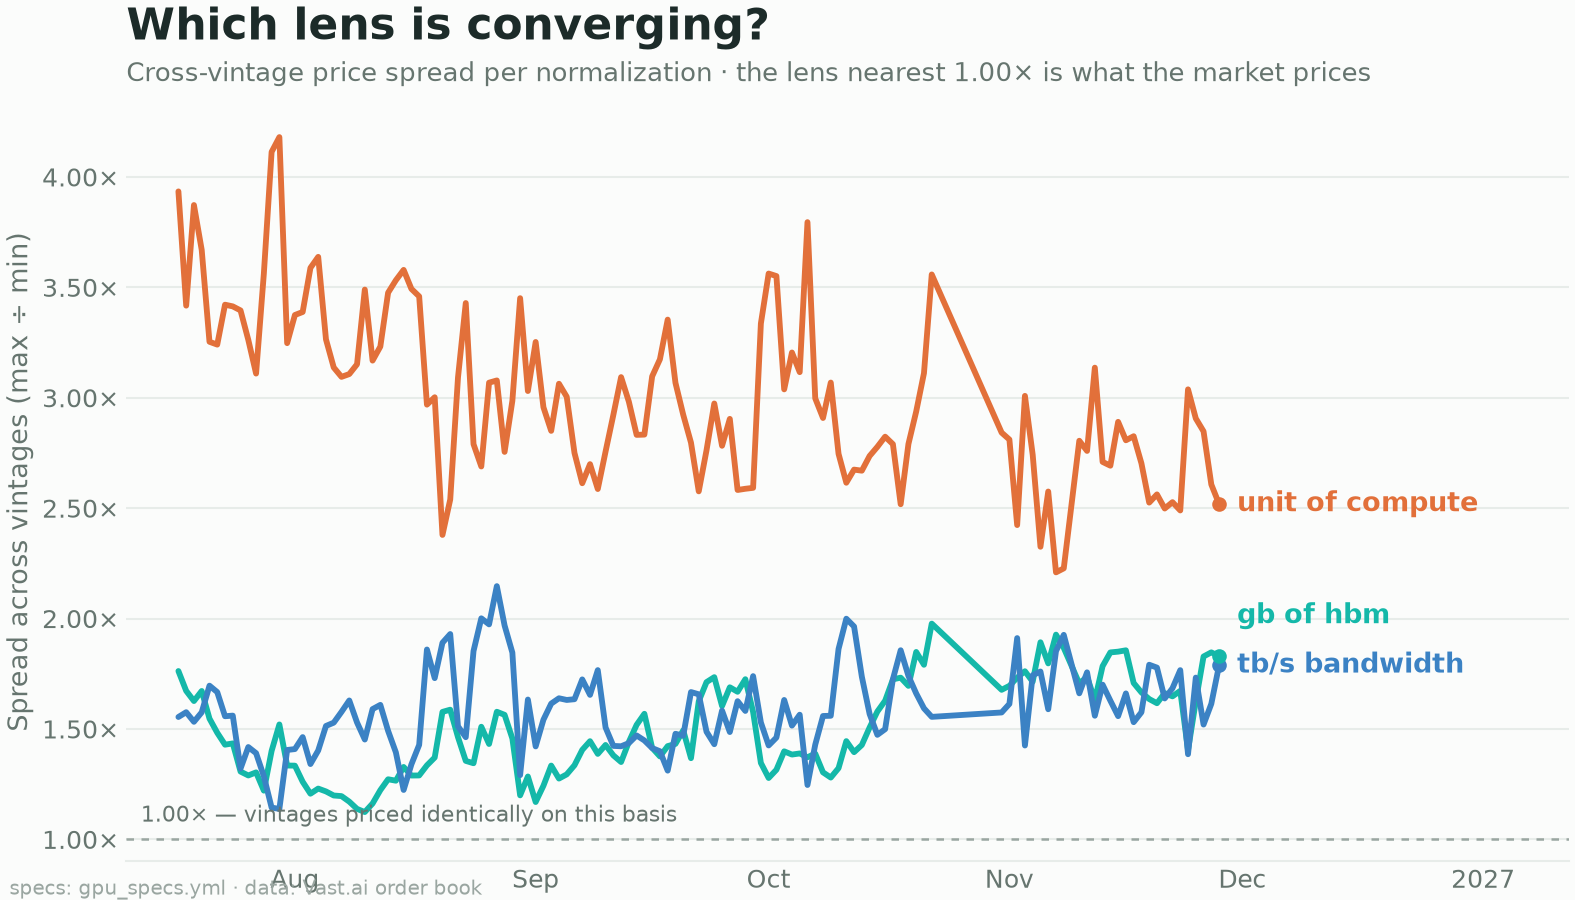 Which lens is converging?
Cross-vintage price spread per normalization · the lens nearest 1.00× is what the market prices
Spread across vintages (max ÷ min)
4.00×
3.50×
3.00×
2.50×
2.00×
1.50×
1.00×
unit of compute
gb of hbm
tb/s bandwidth
1.00× — vintages priced identically on this basis
Aug
Sep
Oct
Nov
Dec
2027
specs: gpu_specs.yml · data: Vast.ai order book